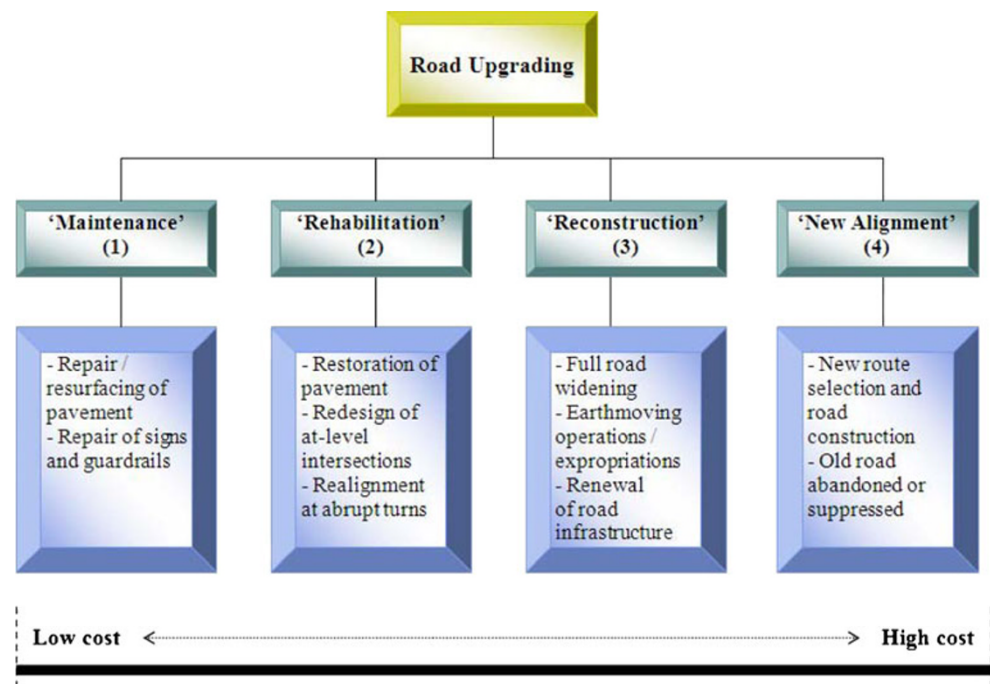 Road Upgrading
‘Maintenance’
(1)
‘Rehabilitation’
(2)
‘Reconstruction’
(3)
‘New Alignment’
(4)
- Repair /
resurfacing of
pavement
- Repair of signs
and guardrails
- Restoration of
pavement
- Redesign of
at-level
intersections
- Realignment
at abrupt turns
- Full road
widening
- Earthmoving
operations /
expropriations
- Renewal
of road
infrastructure
- New route
selection and
road
construction
- Old road
abandoned or
suppressed
Low cost
High cost